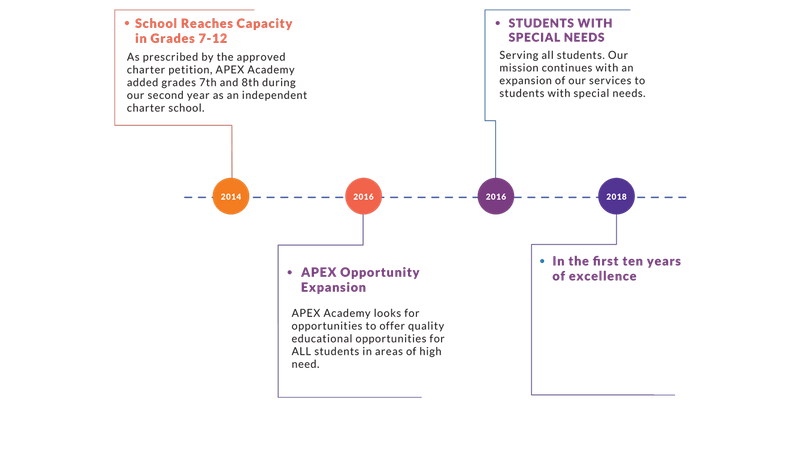 • School Reaches Capacity
in Grades 7-12
As prescribed by the approved
charter petition, APEX Academy
added grades 7th and 8th during
our second year as an independent
charter school.
• STUDENTS WITH
SPECIAL NEEDS
Serving all students. Our
mission continues with an
expansion of our services to
students with special needs.
2014
2016
2016
2018
• APEX Opportunity
Expansion
APEX Academy looks for
opportunities to offer quality
educational opportunities for
ALL students in areas of high
need.
• In the first ten years
of excellence